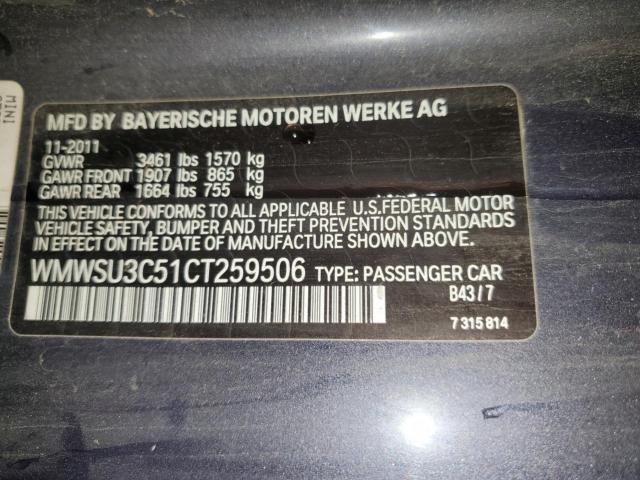 MFD BY BAYERISCHE MOTOREN WERKE AG
11-2011
GVWR 3461 lbs 1570 kg
GAWR FRONT 1907 lbs 865 kg
GAWR REAR 1664 lbs 755 kg
THIS VEHICLE CONFORMS TO ALL APPLICABLE U.S.FEDERAL MOTOR
VEHICLE SAFETY, BUMPER AND THEFT PREVENTION STANDARDS
IN EFFECT ON THE DATE OF MANUFACTURE SHOWN ABOVE.
WMWSU3C51CT259506 TYPE: PASSENGER CAR
B43/7
7 315 814
MINI